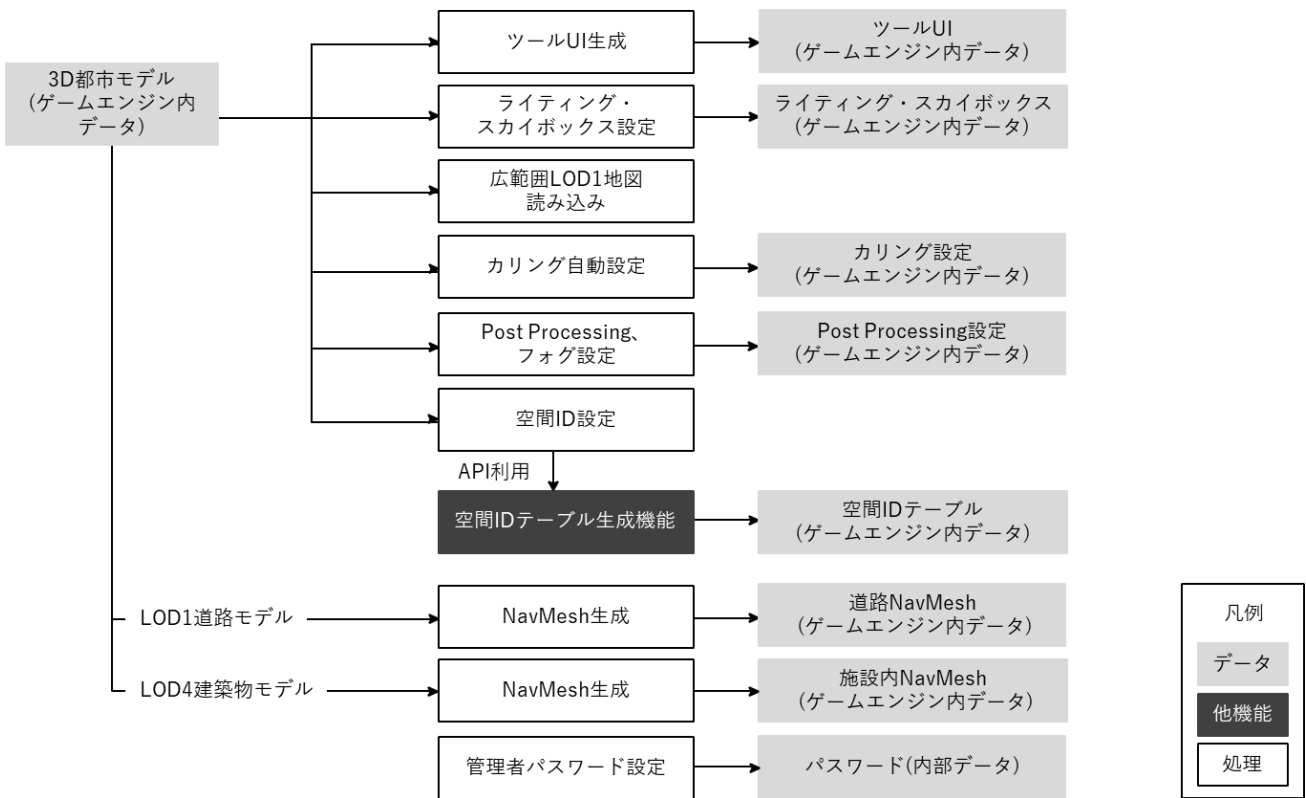 ツールUI生成
ツールUI
(ゲームエンジン内データ)
3D都市モデル
(ゲームエンジン内
データ)
ライティング・
スカイボックス設定
ライティング・スカイボックス
(ゲームエンジン内データ)
広範囲LOD1地図
読み込み
カリング自動設定
カリング設定
(ゲームエンジン内データ)
Post Processing、
フォグ設定
Post Processing設定
(ゲームエンジン内データ)
空間ID設定
API利用
空間IDテーブル生成機能
空間IDテーブル
(ゲームエンジン内データ)
LOD1道路モデル
NavMesh生成
道路NavMesh
(ゲームエンジン内データ)
LOD4建築物モデル
NavMesh生成
施設内NavMesh
(ゲームエンジン内データ)
管理者パスワード設定
パスワード(内部データ)
凡例
データ
他機能
処理